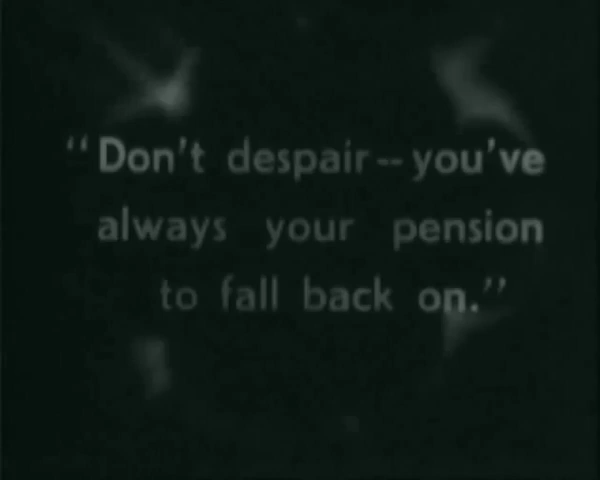 “Don't despair--you've
always your pension
to fall back on.”